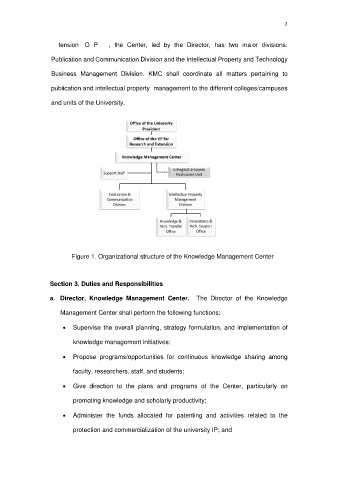 2
tension O P , the Center, led by the Director, has two major divisions:
Publication and Communication Division and the Intellectual Property and Technology
Business Management Division. KMC shall coordinate all matters pertaining to
publication and intellectual property management to the different colleges/campuses
and units of the University.
Office of the University
President
Office of the VP for
Research and Extension
Knowledge Management Center
Support Staff
Colleges/Campuses
Publication Unit
Publication &
Communication
Division
Intellectual Property
Management
Division
Knowledge &
Tech. Transfer
Office
Innovations &
Tech. Support
Office
Figure 1. Organizational structure of the Knowledge Management Center
Section 3. Duties and Responsibilities
a. Director, Knowledge Management Center. The Director of the Knowledge
Management Center shall perform the following functions:
• Supervise the overall planning, strategy formulation, and implementation of
knowledge management initiatives;
• Propose programs/opportunities for continuous knowledge sharing among
faculty, researchers, staff, and students;
• Give direction to the plans and programs of the Center, particularly on
promoting knowledge and scholarly productivity;
• Administer the funds allocated for patenting and activities related to the
protection and commercialization of the university IP; and